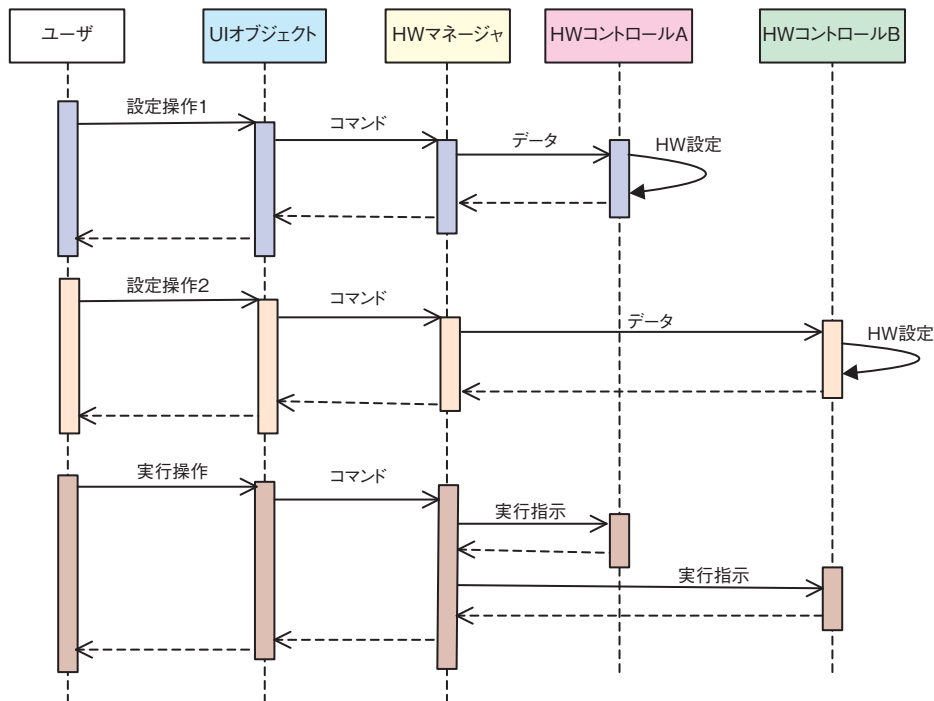 ユーザ
UIオブジェクト
HWマネージャ
HWコントロールA
HWコントロールB
設定操作1
コマンド
データ
HW設定
設定操作2
コマンド
データ
HW設定
実行操作
コマンド
実行指示
実行指示